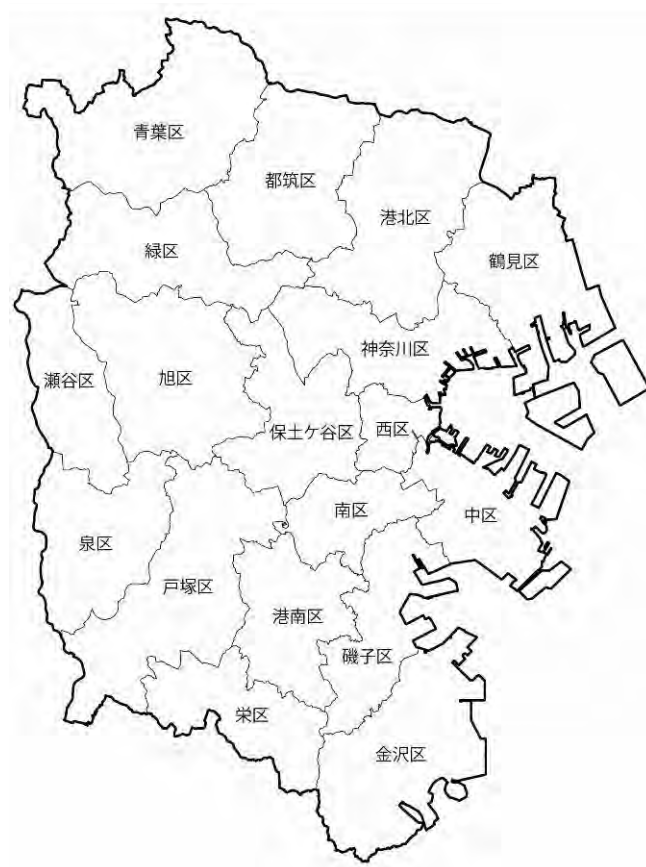 青葉区
都筑区
港北区
緑区
鶴見区
神奈川区
瀬谷区
旭区
保土ケ谷区
西区
南区
中区
泉区
戸塚区
港南区
磯子区
栄区
金沢区